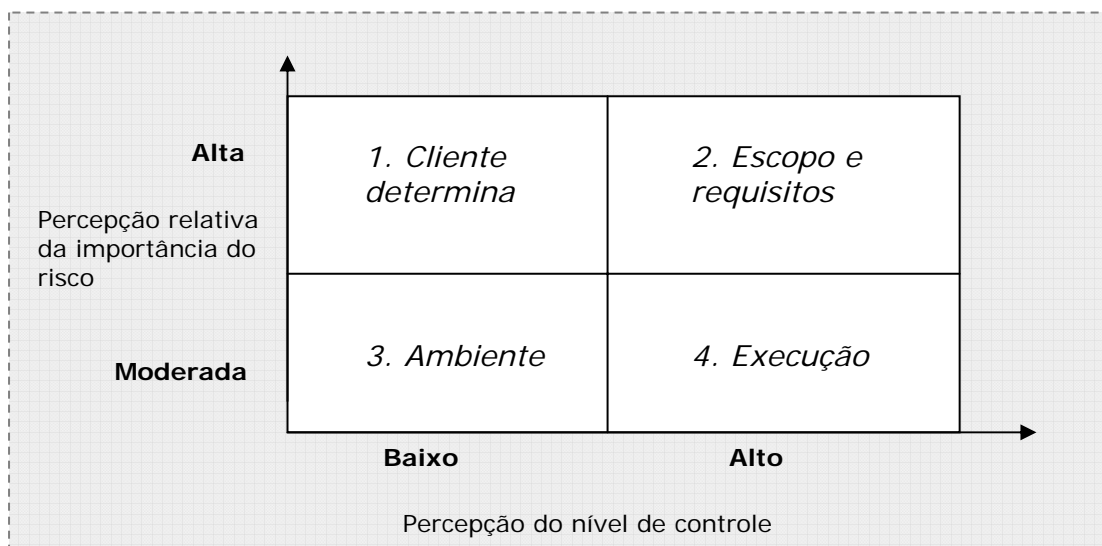 Alta
1. Cliente
determina
2. Escopo e
requisitos
Percepção relativa
da importância do
risco
Moderada
3. Ambiente
4. Execução
Baixo
Alto
Percepção do nível de controle